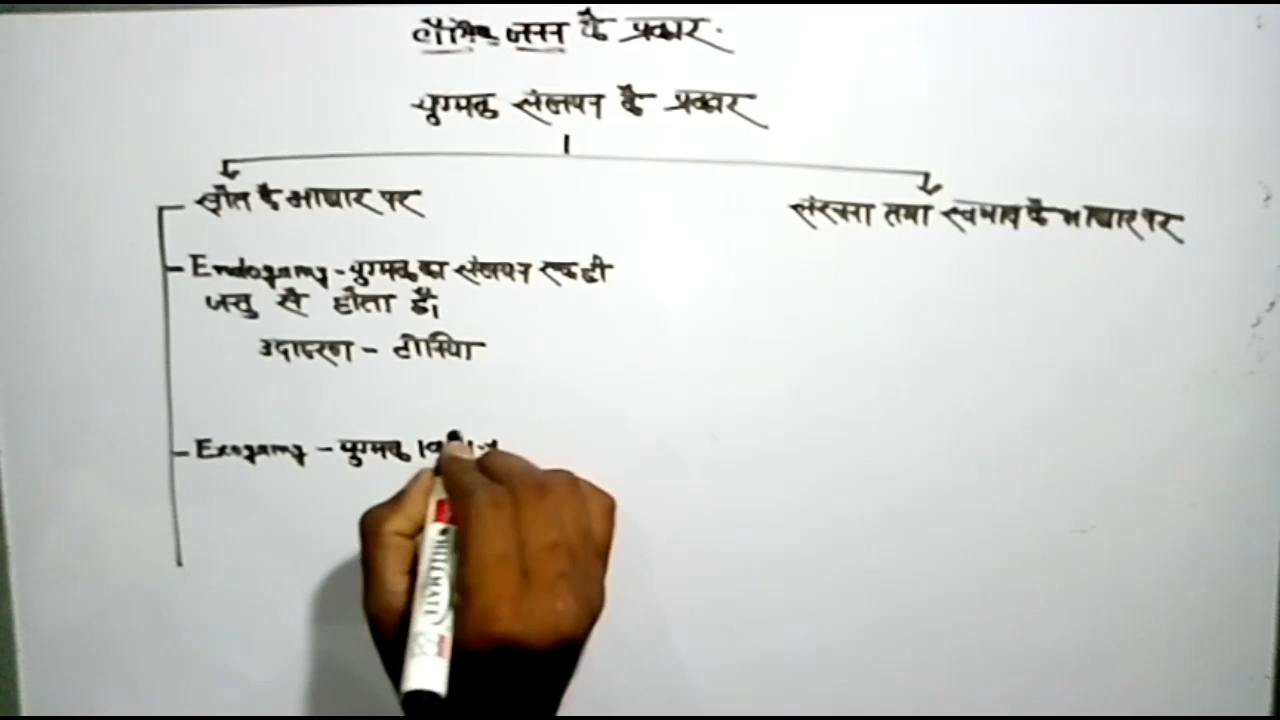 लैंगिक जनन के प्रकार.
युग्मक संलयन के प्रकार
स्रोत के आधार पर
संरचना तथा स्वभाव के आधार पर
Endogamy - युग्मक का संलयन एक ही
जन्तु से होता है।
उदाहरण - टीनिया
Exogamy - युग्मक